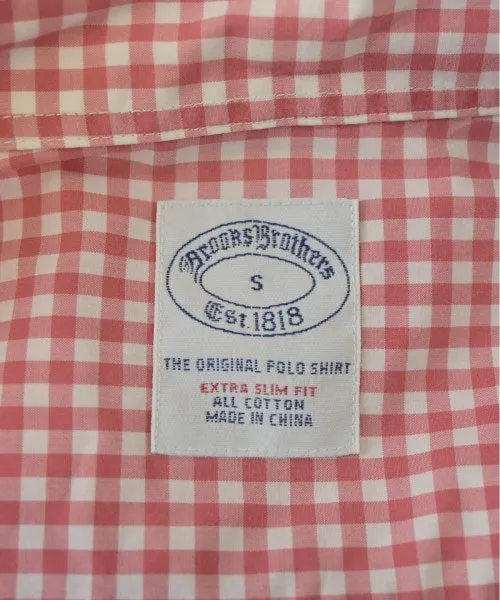 Brooks Brothers
S
Est. 1818
THE ORIGINAL POLO SHIRT
EXTRA SLIM FIT
ALL COTTON
MADE IN CHINA